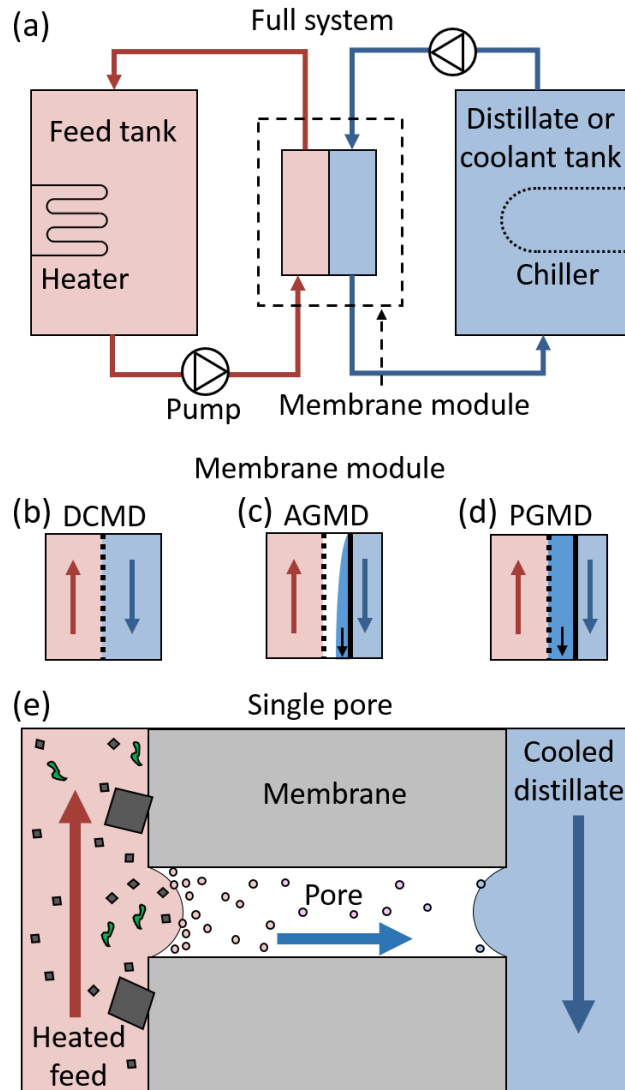 (a)
Full system
Feed tank
Heater
Distillate or
coolant tank
Chiller
Pump
Membrane module
Membrane module
(b) DCMD
(c) AGMD
(d) PGMD
(e)
Single pore
Membrane
Cooled
distillate
Pore
Heated
feed